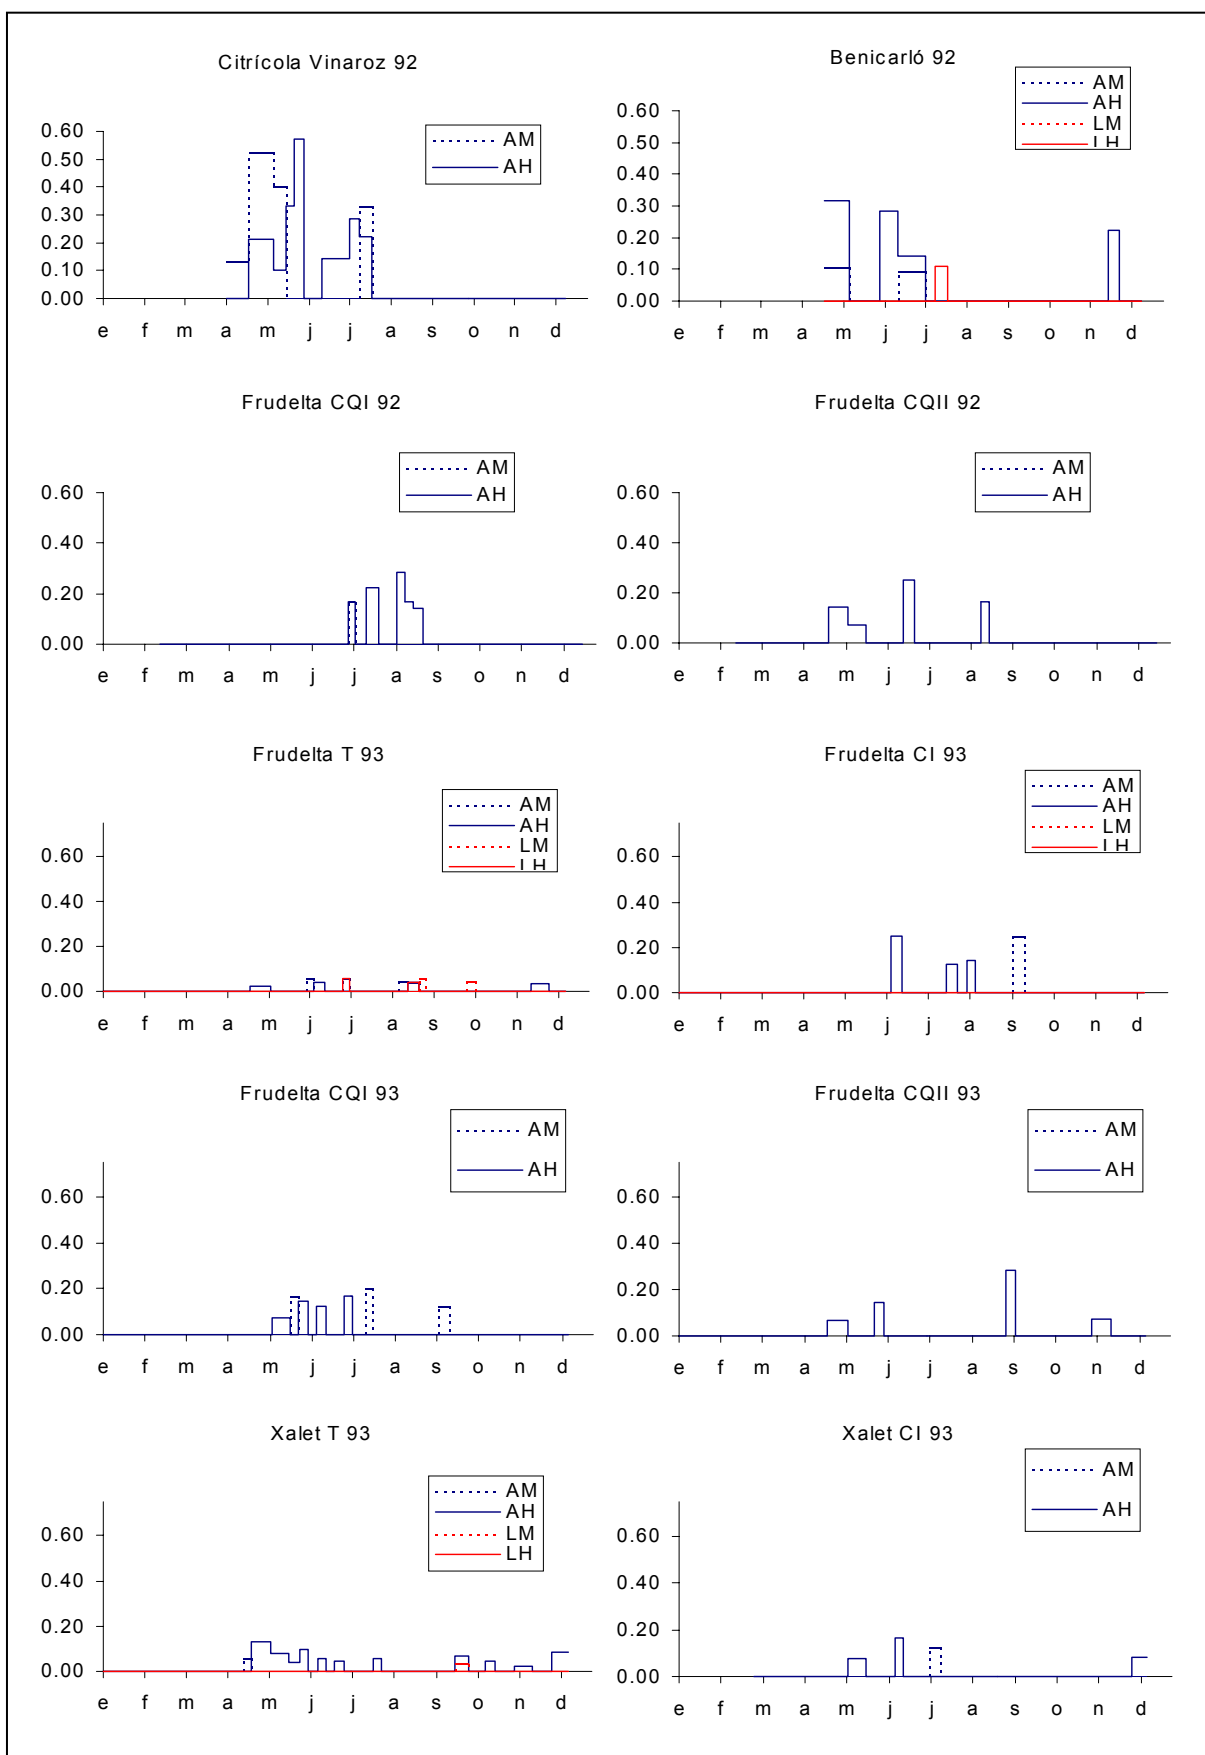 Citrícola Vinaroz 92
AM
AH
0.60
0.50
0.40
0.30
0.20
0.10
0.00
e f m a m j j a s o n d
Benicarló 92
AM
AH
LM
LH
0.60
0.50
0.40
0.30
0.20
0.10
0.00
e f m a m j j a s o n d
Frudelta CQI 92
AM
AH
0.60
0.40
0.20
0.00
e f m a m j j a s o n d
Frudelta CQII 92
AM
AH
0.60
0.40
0.20
0.00
e f m a m j j a s o n d
Frudelta T 93
AM
AH
LM
LH
0.60
0.40
0.20
0.00
e f m a m j j a s o n d
Frudelta CI 93
AM
AH
LM
LH
0.60
0.40
0.20
0.00
e f m a m j j a s o n d
Frudelta CQI 93
AM
AH
0.60
0.40
0.20
0.00
e f m a m j j a s o n d
Frudelta CQII 93
AM
AH
0.60
0.40
0.20
0.00
e f m a m j j a s o n d
Xalet T 93
AM
AH
LM
LH
0.60
0.40
0.20
0.00
e f m a m j j a s o n d
Xalet CI 93
AM
AH
0.60
0.40
0.20
0.00
e f m a m j j a s o n d